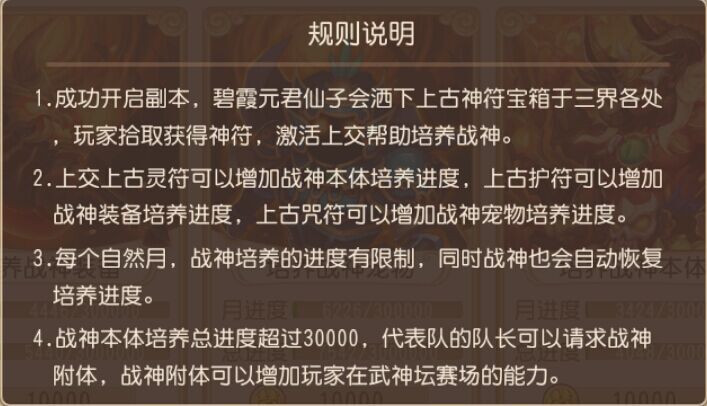 规则说明
1.成功开启副本，碧霞元君仙子会洒下上古神符宝箱于三界各处
，玩家拾取获得神符，激活上交帮助培养战神。
2.上交上古灵符可以增加战神本体培养进度，上古护符可以增加
战神装备培养进度，上古咒符可以增加战神宠物培养进度。
3.每个自然月，战神培养的进度有限制，同时战神也会自动恢复
培养进度。
4.战神本体培养总进度超过30000，代表队的队长可以请求战神
附体，战神附体可以增加玩家在武神坛赛场的能力。